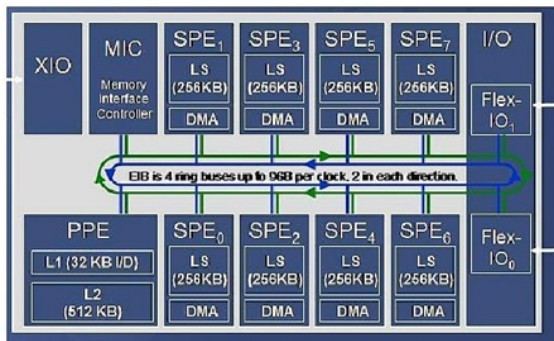 XIO
MIC
Memory
Interface
Controller
SPE1
LS
(256KB)
DMA
SPE3
LS
(256KB)
DMA
SPE5
LS
(256KB)
DMA
SPE7
LS
(256KB)
DMA
I/O
Flex-
IO1
EIB is 4 ring buses up to 96B per clock. 2 in each direction.
PPE
L1 (32 KB I/D)
L2
(512 KB)
SPE0
LS
(256KB)
DMA
SPE2
LS
(256KB)
DMA
SPE4
LS
(256KB)
DMA
SPE6
LS
(256KB)
DMA
Flex-
IO0